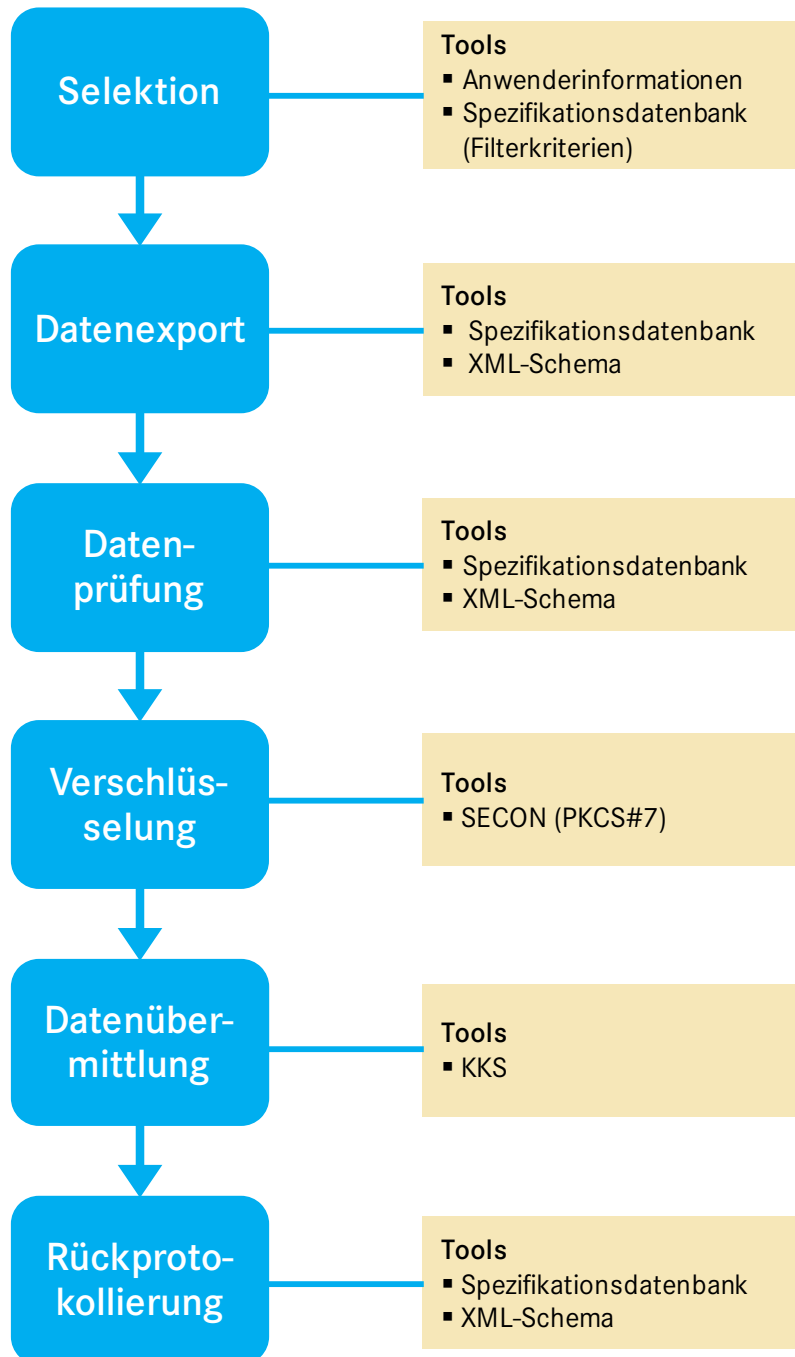 Selektion
Tools
▪ Anwenderinformationen
▪ Spezifikationsdatenbank
(Filterkriterien)
Datenexport
Tools
▪ Spezifikationsdatenbank
▪ XML-Schema
Daten-
prüfung
Tools
▪ Spezifikationsdatenbank
▪ XML-Schema
Verschlüs-
selung
Tools
▪ SECON (PKCS#7)
Datenüber-
mittlung
Tools
▪ KKS
Rückproto-
kollierung
Tools
▪ Spezifikationsdatenbank
▪ XML-Schema